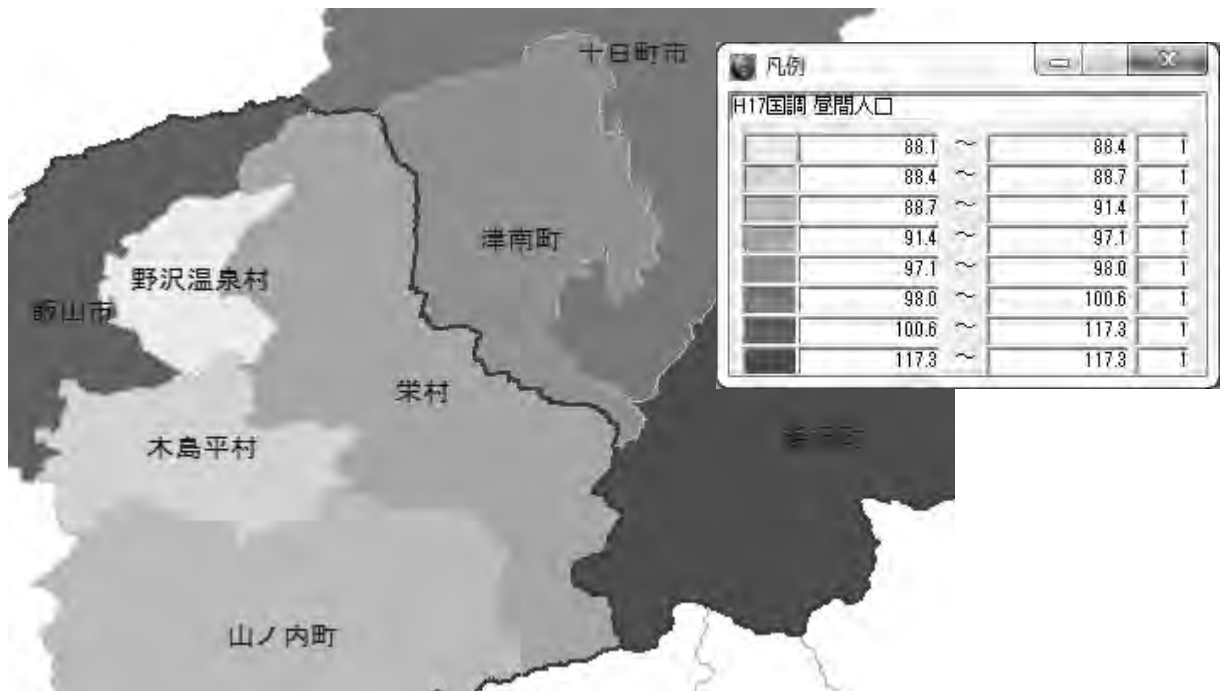 十日町市
凡例
H17国調 昼間人口
88.1 ～ 88.4 1
88.4 ～ 88.7 1
88.7 ～ 91.4 1
91.4 ～ 97.1 1
97.1 ～ 98.0 1
98.0 ～ 100.6 1
100.6 ～ 117.3 1
117.3 ～ 117.3 1
津南町
野沢温泉村
飯山市
栄村
木島平村
山ノ内町